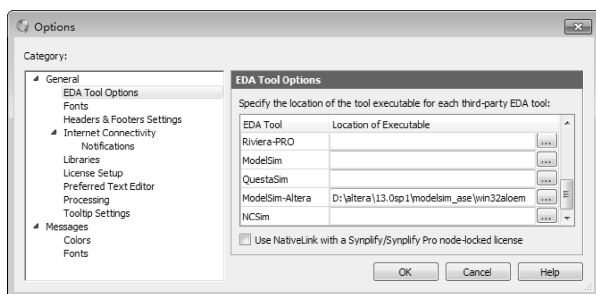 Options
Category:
General
EDA Tool Options
Fonts
Headers & Footers Settings
Internet Connectivity
Notifications
Libraries
License Setup
Preferred Text Editor
Processing
Tooltip Settings
Messages
Colors
Fonts
EDA Tool Options
Specify the location of the tool executable for each third-party EDA tool:
EDA Tool Location of Executable
Riviera-PRO ...
ModelSim ...
QuestaSim ...
ModelSim-Altera D:\altera\13.0sp1\modelsim_ase\win32aloem ...
NCSim ...
Use NativeLink with a Synplify/Synplify Pro node-locked license
OK Cancel Help